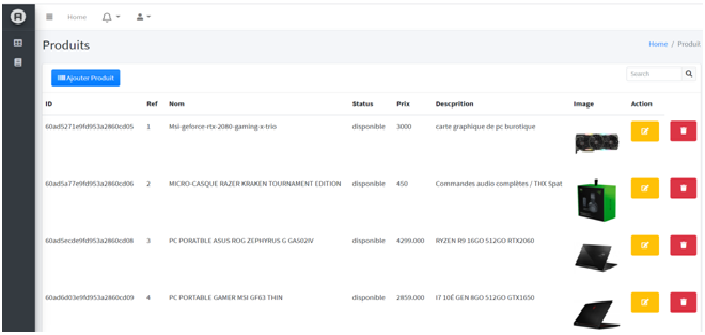 Home
Produits
Home / Produit
Ajouter Produit
Search
ID Ref Nom Status Prix Descprition Image Action
60ad5271e9fd953a2860cd05 1 Msi-geforce-rtx-2080-gaming-x-trio disponible 3000 carte graphique de pc burotique
60ad5a77e9fd953a2860cd06 2 MICRO-CASQUE RAZER KRAKEN TOURNAMENT EDITION disponible 450 Commandes audio complètes / THX Spat
60ad5ecde9fd953a2860cd08 3 PC PORATBLE ASUS ROG ZEPHYRUS G GA502IV disponible 4299.000 RYZEN R9 16GO 512GO RTX2060
60ad6d03e9fd953a2860cd09 4 PC PORTABLE GAMER MSI GF63 THIN disponible 2859.000 I7 10É GEN 8GO 512GO GTX1650